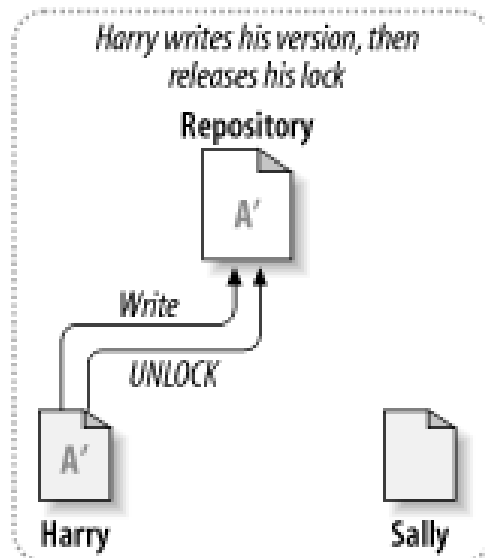 Harry writes his version, then
releases his lock
Repository
A′
Write
UNLOCK
A′
Harry
Sally